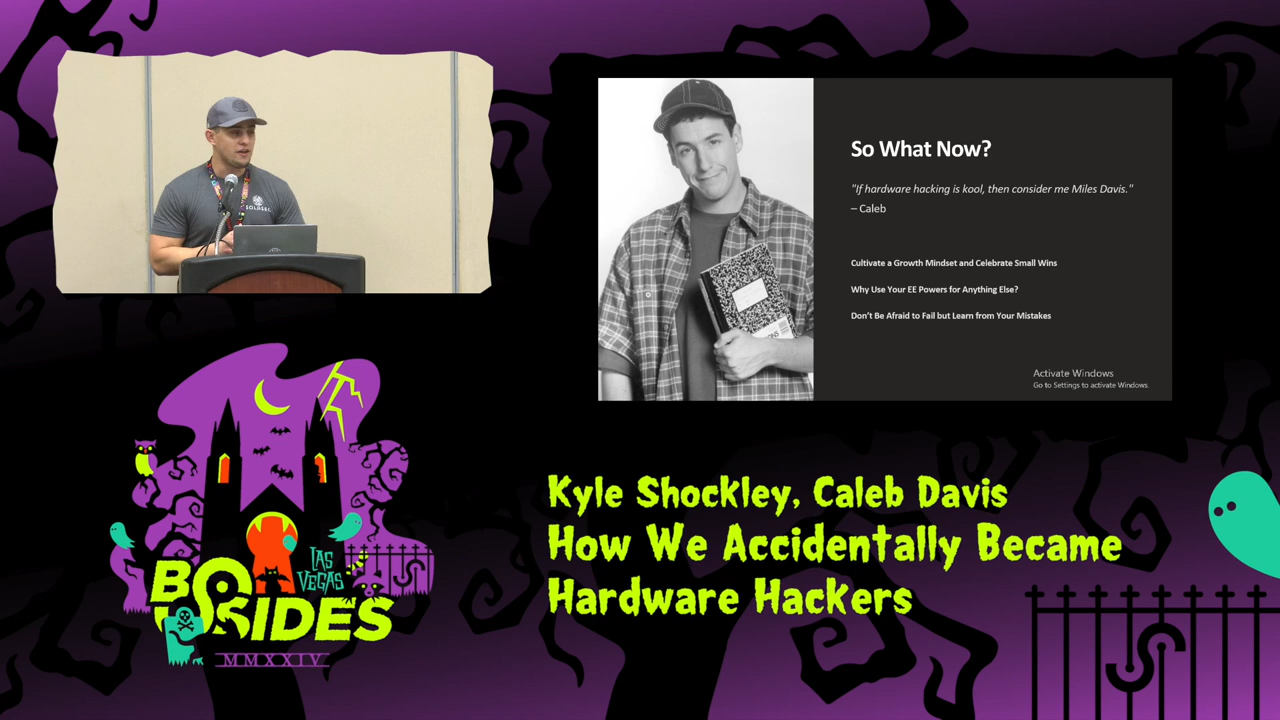 SOLASEC
So What Now?
"If hardware hacking is kool, then consider me Miles Davis."
– Caleb
Cultivate a Growth Mindset and Celebrate Small Wins
Why Use Your EE Powers for Anything Else?
Don't Be Afraid to Fail but Learn from Your Mistakes
Activate Windows
Go to Settings to activate Windows.
Kyle Shockley, Caleb Davis
How We Accidentally Became
Hardware Hackers
LAS
VEGAS
BSIDES
MMXXIV